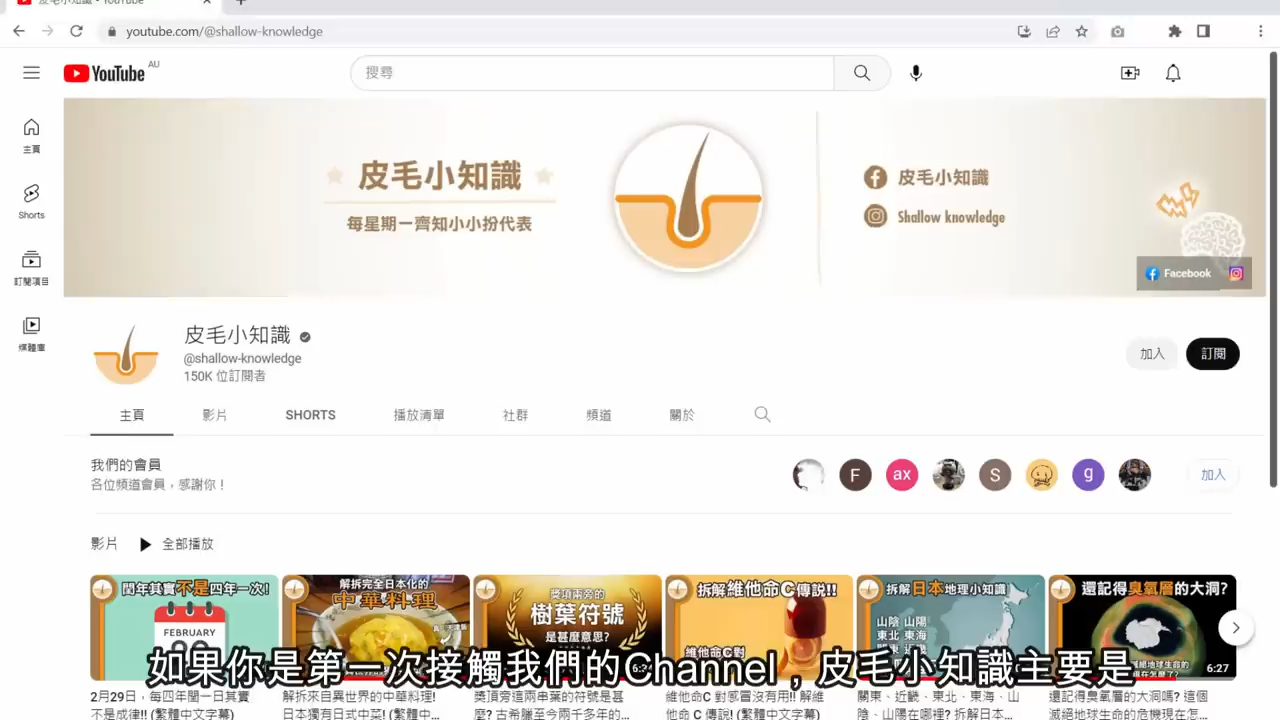 皮毛小知識 - YouTube
youtube.com/@shallow-knowledge
YouTube AU
搜尋
主頁
Shorts
訂閱項目
媒體庫
皮毛小知識
每星期一齊知小小扮代表
皮毛小知識
Shallow knowledge
Facebook
皮毛小知識
@shallow-knowledge
150K 位訂閱者
加入
訂閱
主頁
影片
SHORTS
播放清單
社群
頻道
關於
我們的會員
各位頻道會員，感謝你！
F
ax
S
g
加入
影片
全部播放
閏年其實不是四年一次!
FEBRUARY
解拆完全日本化的
中華料理
獎項兩旁的
樹葉符號
是甚麼意思?
拆解維他命C傳說!!
維他命C對
拆解日本地理小知識
山陰 山陽
東北 東海
還記得臭氧層的大洞?
6:27
如果你是第一次接觸我們的Channel，皮毛小知識主要是
2月29日，每四年閏一日其實
不是成律!! (繁體中文字幕)
解拆來自異世界的中華料理!
日本獨有日式中菜! (繁體中...
獎項旁邊兩串葉的符號是甚
麼? 古希臘至今兩千多年的...
維他命C 對感冒沒有用!! 解維
他命 C 傳說! (繁體中文字幕)
關東、近畿、東北、東海、山
陰、山陽在哪裡? 拆解日本...
還記得臭氧層的大洞嗎? 這個
滅絕地球生命的危機現在怎...